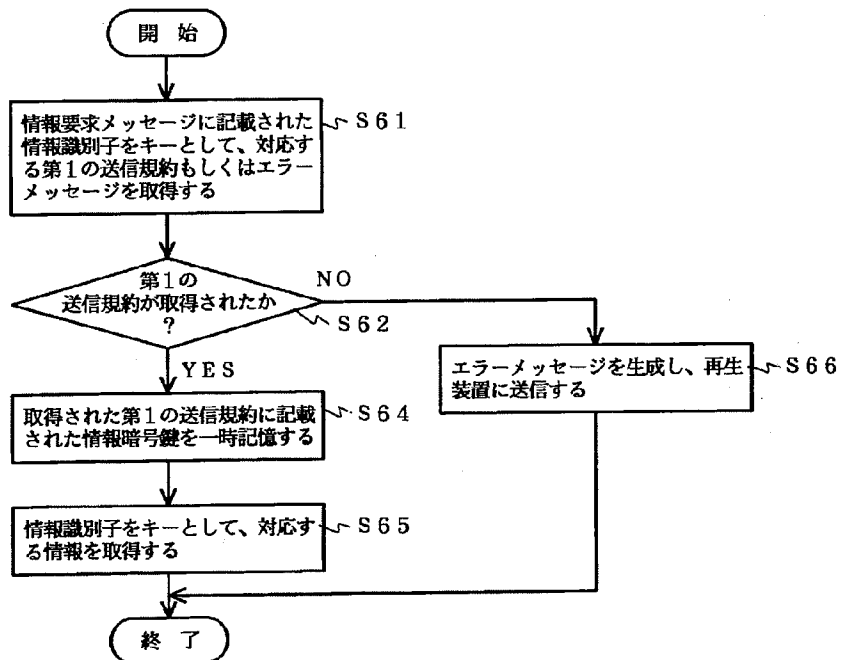 開 始
情報要求メッセージに記載された
情報識別子をキーとして、対応す
る第1の送信規約もしくはエラー
メッセージを取得する
S61
第1の
送信規約が取得されたか
?
NO
S62
YES
エラーメッセージを生成し、再生
装置に送信する
S66
取得された第1の送信規約に記載
された情報暗号鍵を一時記憶する
S64
情報識別子をキーとして、対応す
る情報を取得する
S65
終 了